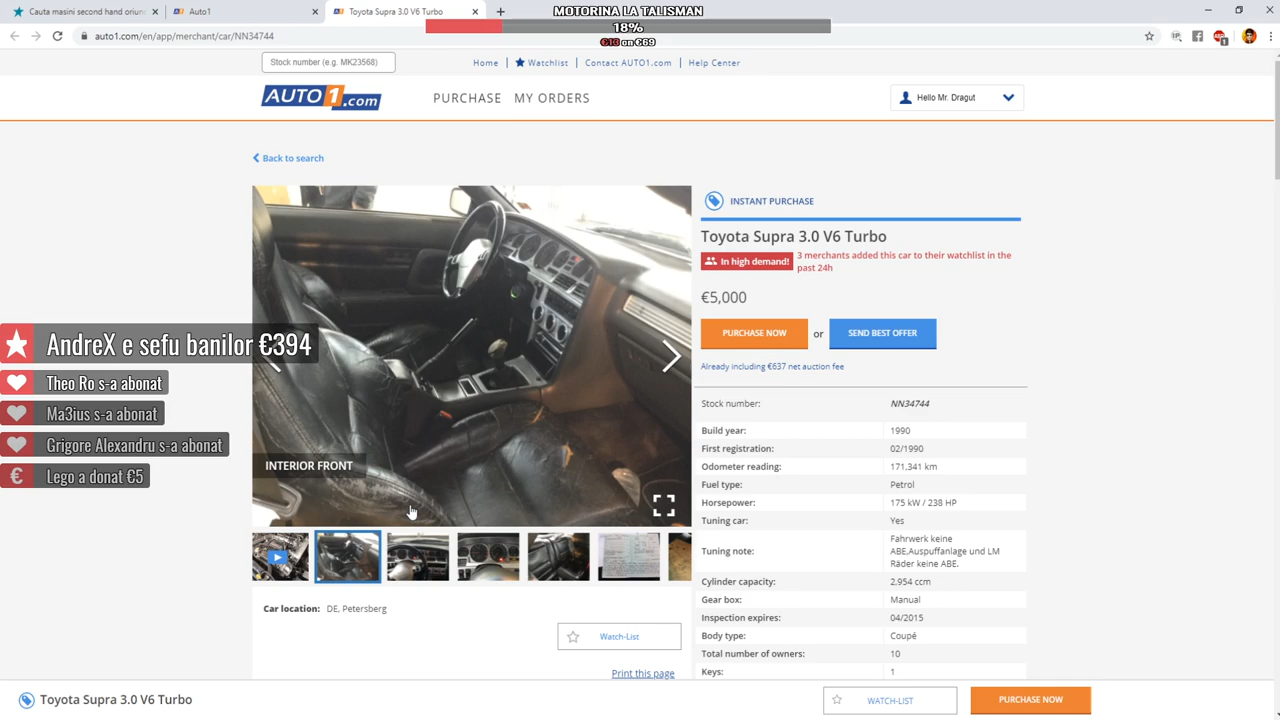 Cauta masini second hand oriunde
Auto1
Toyota Supra 3.0 V6 Turbo
MOTORINA LA TALISMAN
18%
€13 on €69
auto1.com/en/app/merchant/car/NN34744
Stock number (e.g. MK23568)
Home | Watchlist | Contact AUTO1.com | Help Center
AUTO1.com
PURCHASE MY ORDERS
Hello Mr. Dragut
Back to search
INSTANT PURCHASE
Toyota Supra 3.0 V6 Turbo
In high demand! 3 merchants added this car to their watchlist in the
past 24h
€5,000
PURCHASE NOW or SEND BEST OFFER
Already including €637 net auction fee
AndreX e sefu banilor €394
Theo Ro s-a abonat
Ma3ius s-a abonat
Grigore Alexandru s-a abonat
€ Lego a donat €5
INTERIOR FRONT
Stock number: NN34744
Build year: 1990
First registration: 02/1990
Odometer reading: 171,341 km
Fuel type: Petrol
Horsepower: 175 kW / 238 HP
Tuning car: Yes
Tuning note: Fahrwerk keine
ABE,Auspuffanlage und LM
Räder keine ABE.
Cylinder capacity: 2,954 ccm
Gear box: Manual
Inspection expires: 04/2015
Body type: Coupé
Total number of owners: 10
Keys: 1
Car location: DE, Petersberg
Watch-List
Print this page
Toyota Supra 3.0 V6 Turbo
WATCH-LIST
PURCHASE NOW